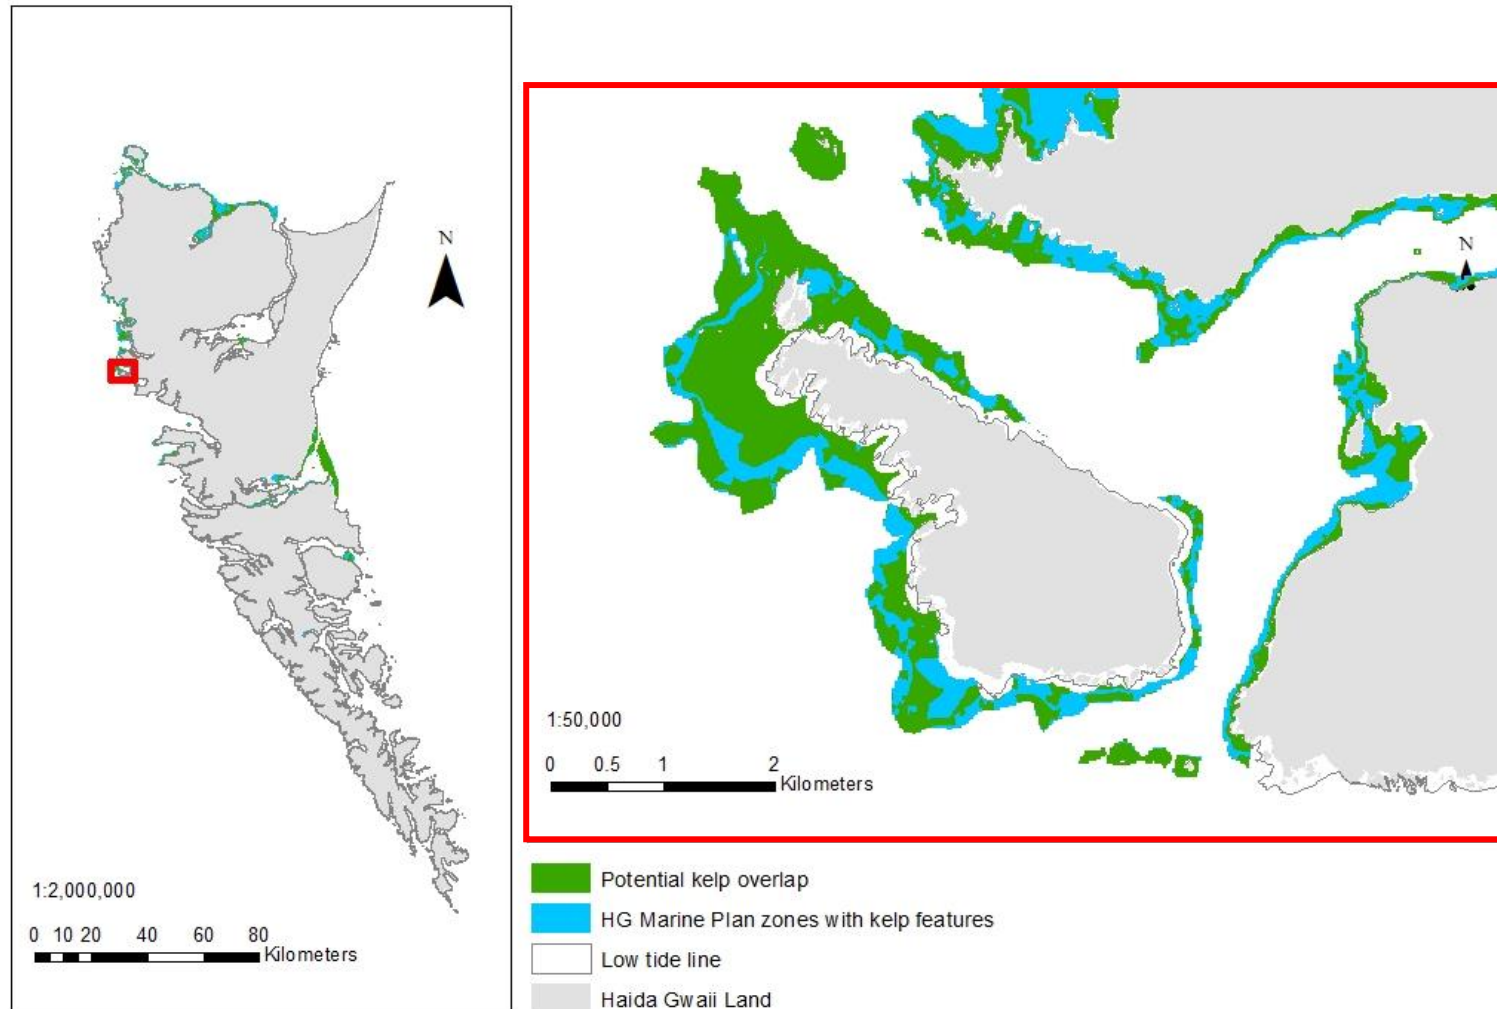 N
1:2,000,000
0 10 20 40 60 80
Kilometers
N
1:50,000
0 0.5 1 2
Kilometers
Potential kelp overlap
HG Marine Plan zones with kelp features
Low tide line
Haida Gwaii Land